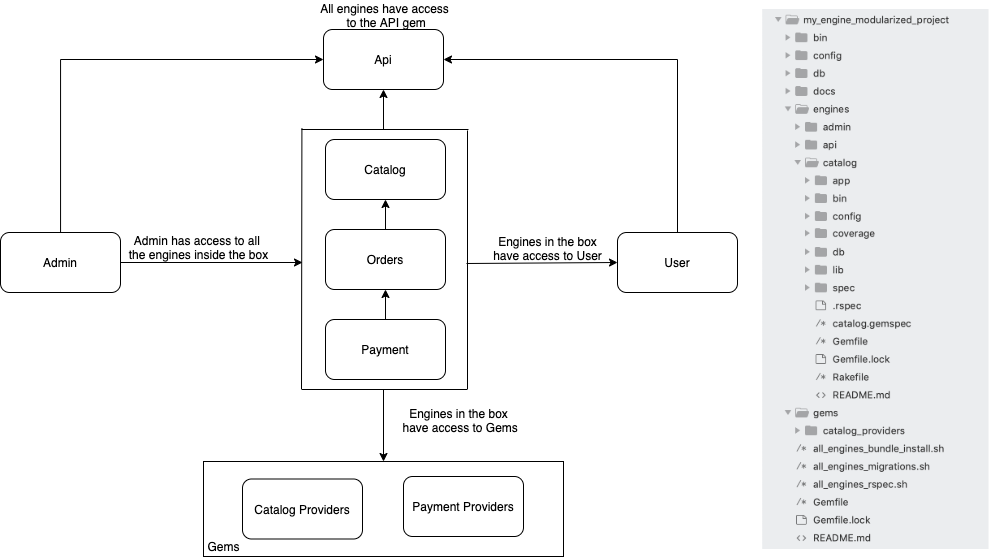 All engines have access
to the API gem
Api
Catalog
Admin has access to all
the engines inside the box
Engines in the box
have access to User
Admin
Orders
User
Payment
Engines in the box
have access to Gems
Catalog Providers
Payment Providers
Gems
my_engine_modularized_project
bin
config
db
docs
engines
admin
api
catalog
app
bin
config
coverage
db
lib
spec
.rspec
/* catalog.gemspec
/* Gemfile
Gemfile.lock
/* Rakefile
<> README.md
gems
catalog_providers
/* all_engines_bundle_install.sh
/* all_engines_migrations.sh
/* all_engines_rspec.sh
/* Gemfile
Gemfile.lock
<> README.md